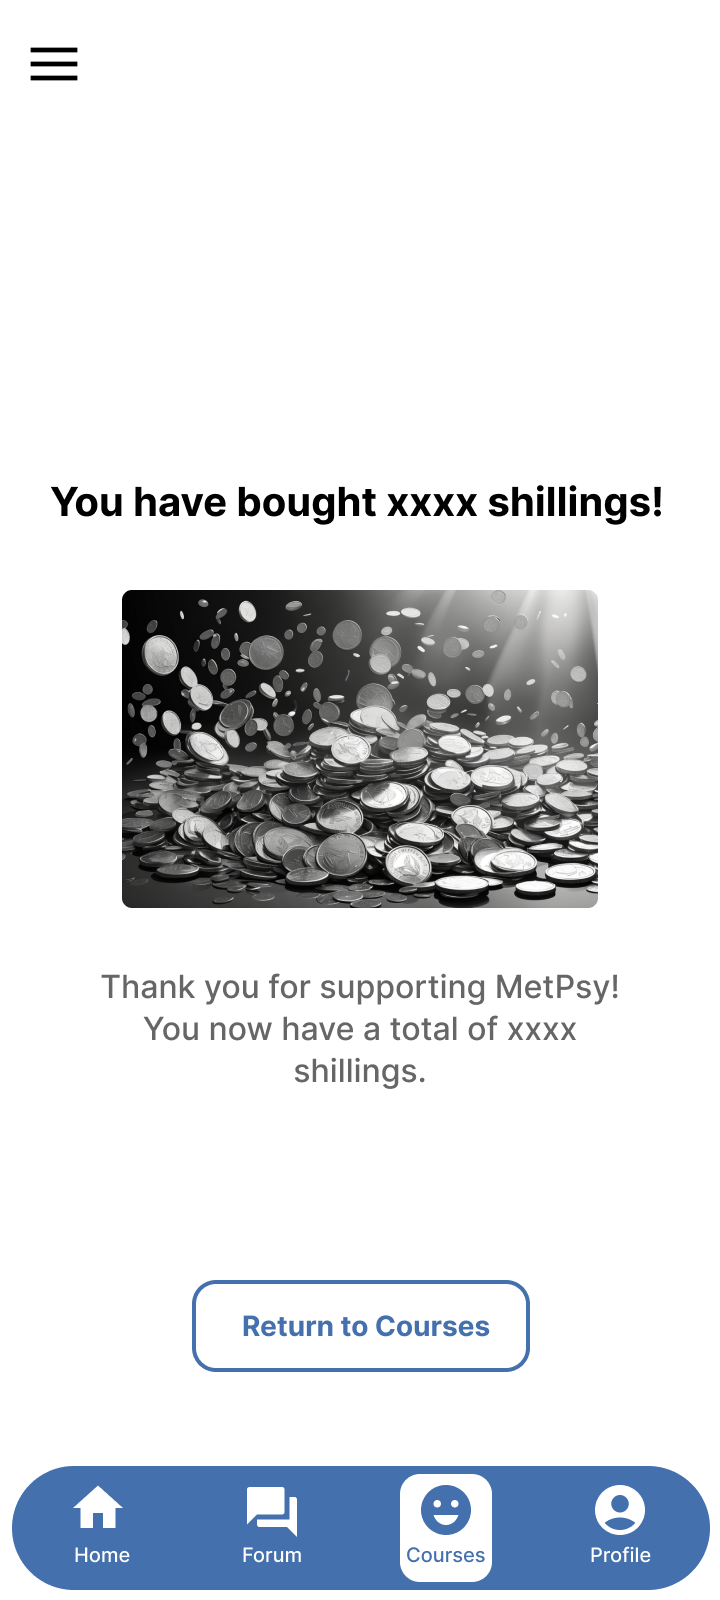 You have bought xxxx shillings!
Thank you for supporting MetPsy!
You now have a total of xxxx
shillings.
Return to Courses
Home
Forum
Courses
Profile